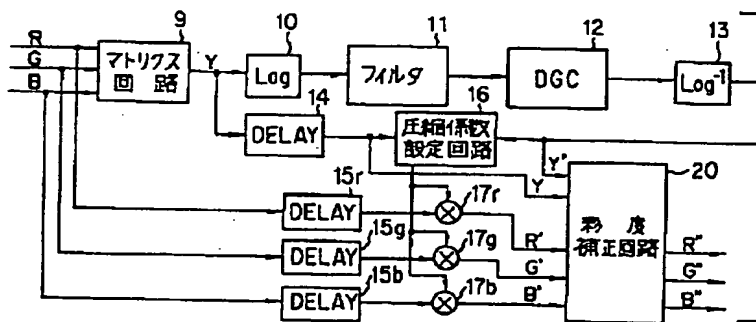 9
10
11
12
13
R
G
B
マトリクス
回路
Y
Log
フィルタ
DGC
Log⁻¹
14
DELAY
16
圧縮係数
設定回路
Y'
Y
20
15r
DELAY
17r
R'
15g
DELAY
17g
G'
15b
DELAY
17b
B'
彩度
補正回路
R"
G"
B"